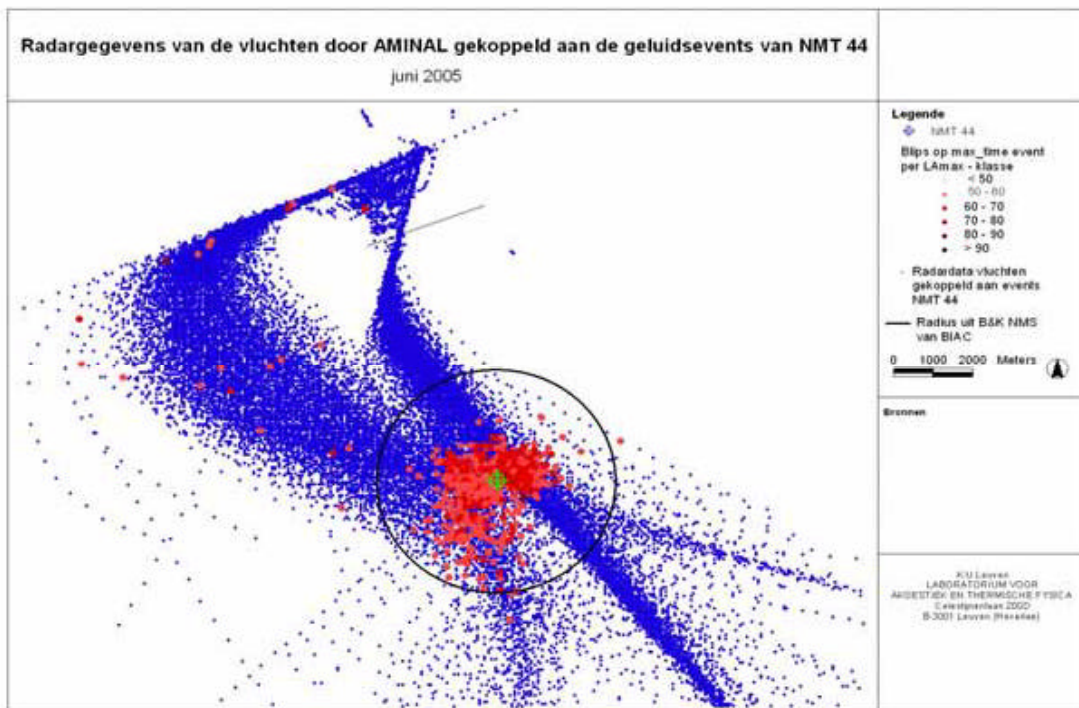 Radargegevens van de vluchten door AMINAL gekoppeld aan de geluidsevents van NMT 44
juni 2005
Legende
NMT 44
Blips op max_time event
per LAmax - klasse
< 50
50 - 60
60 - 70
70 - 80
80 - 90
> 90
Radardata vluchten
gekoppeld aan events
NMT 44
Radius uit B&K NMS
van BIAC
0 1000 2000 Meters
Bronnen
K.U.Leuven
LABORATORIUM VOOR
AKOESTIEK EN THERMISCHE FYSICA
Celestijnenlaan 200D
B-3001 Leuven (Heverlee)